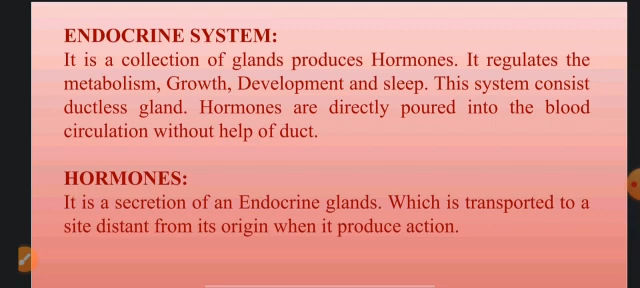 ENDOCRINE SYSTEM:
It is a collection of glands produces Hormones. It regulates the
metabolism, Growth, Development and sleep. This system consist
ductless gland. Hormones are directly poured into the blood
circulation without help of duct.
HORMONES:
It is a secretion of an Endocrine glands. Which is transported to a
site distant from its origin when it produce action.